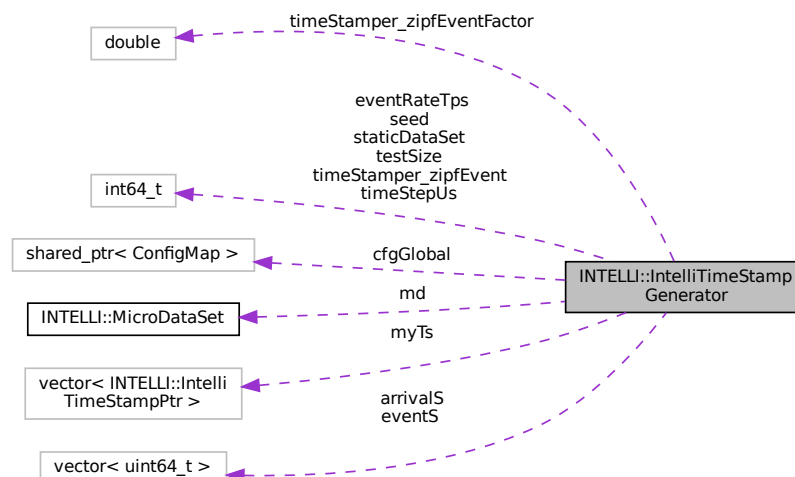 timeStamper_zipfEventFactor
double
eventRateTps
seed
staticDataSet
testSize
timeStamper_zipfEvent
timeStepUs
int64_t
shared_ptr< ConfigMap >
cfgGlobal
INTELLI::IntelliTimeStamp
Generator
md
INTELLI::MicroDataSet
myTs
vector< INTELLI::Intelli
TimeStampPtr >
arrivalS
eventS
vector< uint64_t >